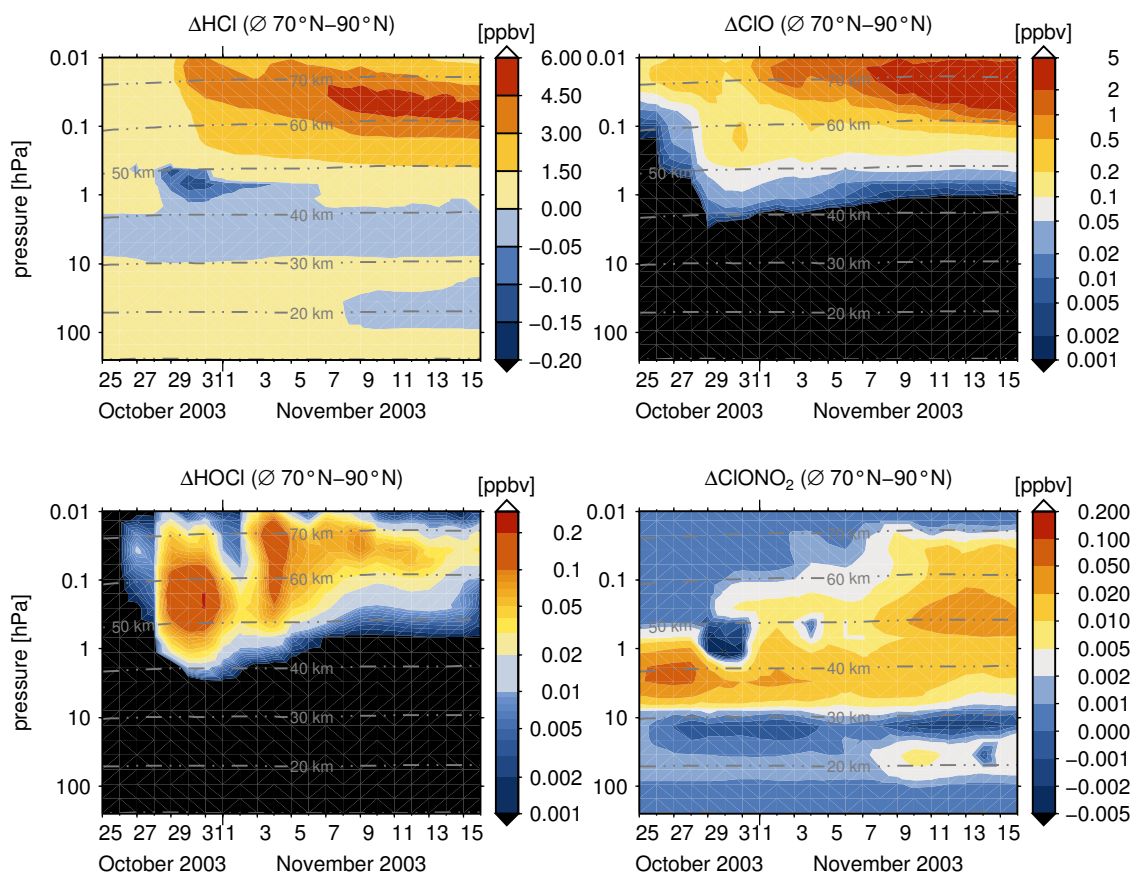 ΔHCl (∅ 70°N−90°N)
[ppbv]
pressure [hPa]
0.01
0.1
1
10
100
70 km
60 km
50 km
40 km
30 km
20 km
6.00
4.50
3.00
1.50
0.00
−0.05
−0.10
−0.15
−0.20
25 27 29 31 1 3 5 7 9 11 13 15
October 2003 November 2003
ΔClO (∅ 70°N−90°N)
[ppbv]
0.01
0.1
1
10
100
70 km
60 km
50 km
40 km
30 km
20 km
5
2
1
0.5
0.2
0.1
0.05
0.02
0.01
0.005
0.002
0.001
25 27 29 31 1 3 5 7 9 11 13 15
October 2003 November 2003
ΔHOCl (∅ 70°N−90°N)
[ppbv]
pressure [hPa]
0.01
0.1
1
10
100
70 km
60 km
50 km
40 km
30 km
20 km
0.2
0.1
0.05
0.02
0.01
0.005
0.002
0.001
25 27 29 31 1 3 5 7 9 11 13 15
October 2003 November 2003
ΔClONO₂ (∅ 70°N−90°N)
[ppbv]
0.01
0.1
1
10
100
70 km
60 km
50 km
40 km
30 km
20 km
L
0.200
0.100
0.050
0.020
0.010
0.005
0.002
0.000
−0.001
−0.002
−0.005
25 27 29 31 1 3 5 7 9 11 13 15
October 2003 November 2003